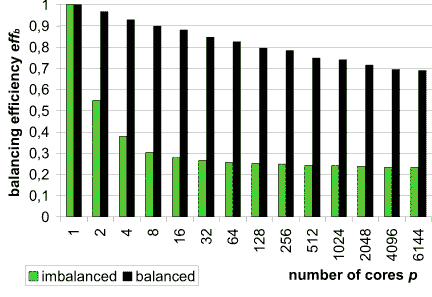 balancing efficiency eff_b
1
0,9
0,8
0,7
0,6
0,5
0,4
0,3
0,2
0,1
0
1 2 4 8 16 32 64 128 256 512 1024 2048 4096 6144
number of cores p
imbalanced balanced